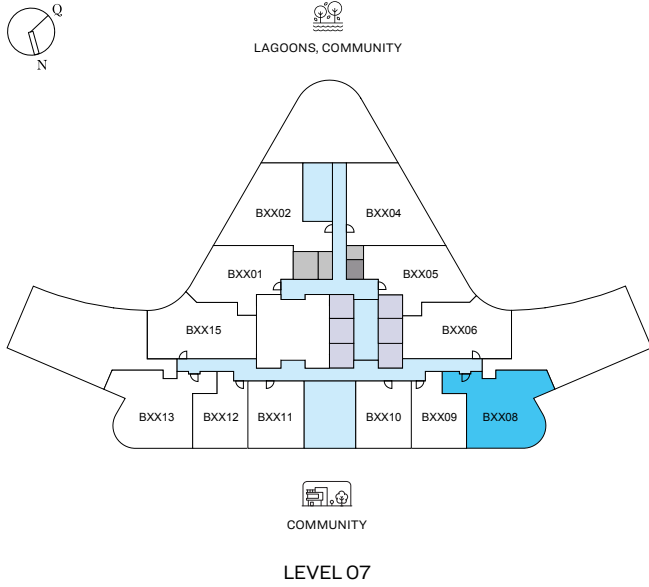 Q
N
LAGOONS, COMMUNITY
BXX02
BXX04
BXX01
BXX05
BXX15
BXX06
BXX13
BXX12
BXX11
BXX10
BXX09
BXX08
COMMUNITY
LEVEL 07